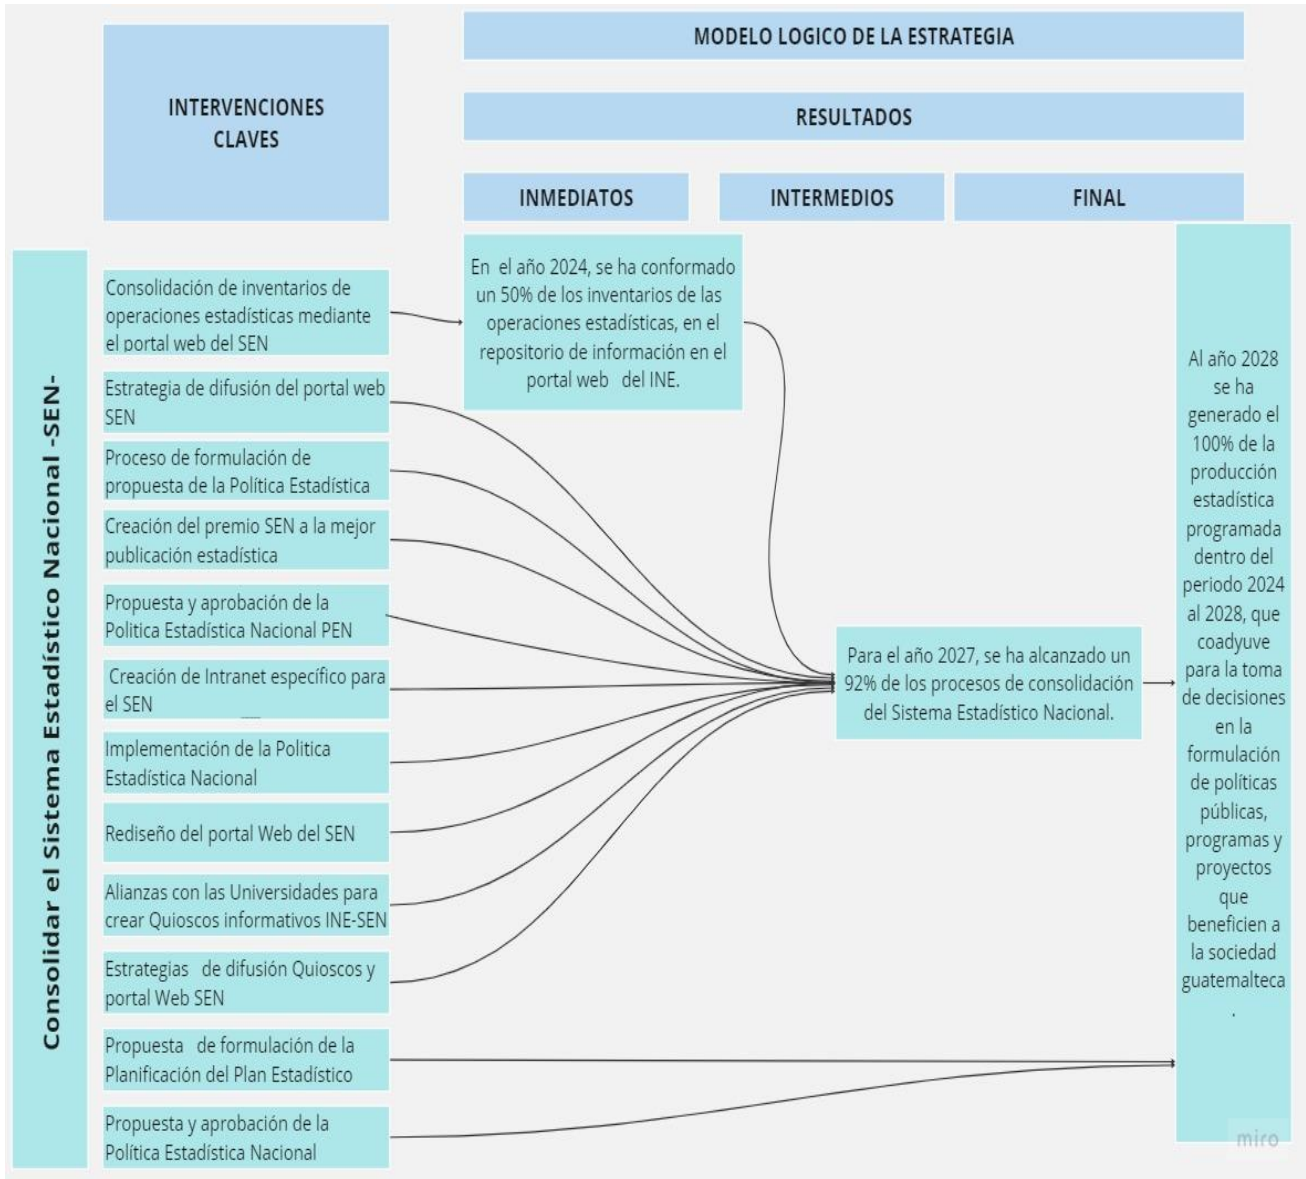 MODELO LOGICO DE LA ESTRATEGIA
INTERVENCIONES
CLAVES
RESULTADOS
INMEDIATOS
INTERMEDIOS
FINAL
Consolidar el Sistema Estadístico Nacional -SEN-
Consolidación de inventarios de
operaciones estadísticas mediante
el portal web del SEN
Estrategia de difusión del portal web
SEN
Proceso de formulación de
propuesta de la Política Estadística
Creación del premio SEN a la mejor
publicación estadística
Propuesta y aprobación de la
Politica Estadística Nacional PEN
Creación de Intranet específico para
el SEN
Implementación de la Politica
Estadística Nacional
Rediseño del portal Web del SEN
Alianzas con las Universidades para
crear Quioscos informativos INE-SEN
Estrategias de difusión Quioscos y
portal Web SEN
Propuesta de formulación de la
Planificación del Plan Estadístico
Propuesta y aprobación de la
Política Estadística Nacional
En el año 2024, se ha conformado
un 50% de los inventarios de las
operaciones estadísticas, en el
repositorio de información en el
portal web del INE.
Para el año 2027, se ha alcanzado un
92% de los procesos de consolidación
del Sistema Estadístico Nacional.
Al año 2028
se ha
generado el
100% de la
producción
estadística
programada
dentro del
periodo 2024
al 2028, que
coadyuve
para la toma
de decisiones
en la
formulación
de políticas
públicas,
programas y
proyectos
que
beneficien a
la sociedad
guatemalteca
.
miro